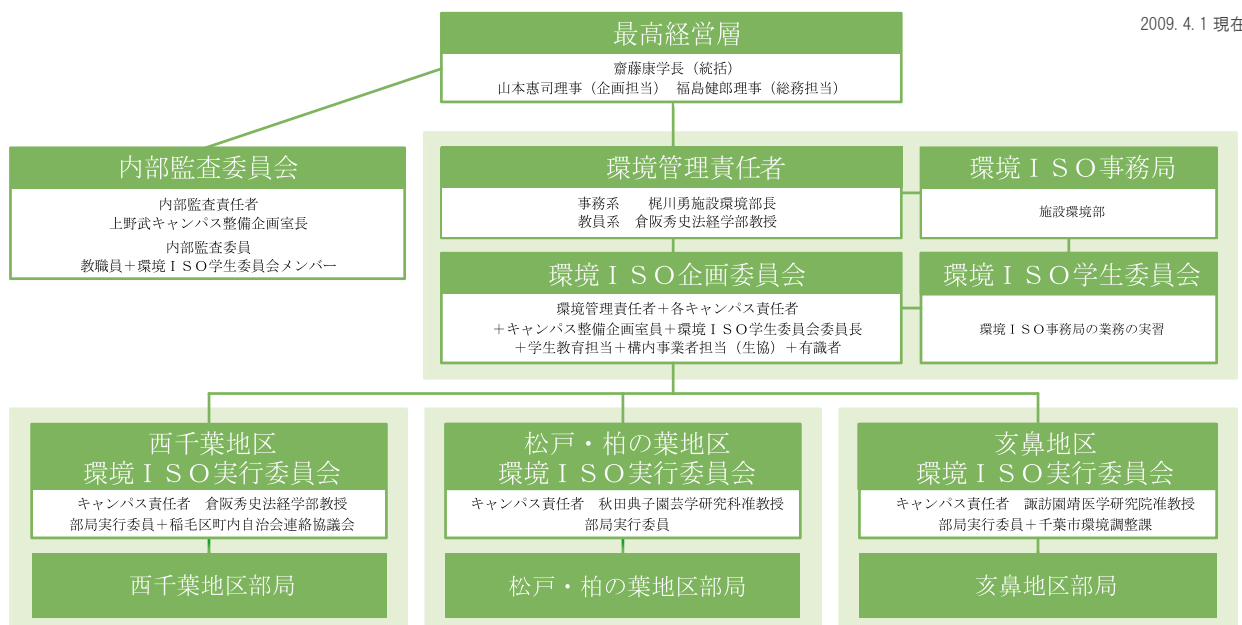 2009.4.1 現在
最高経営層
齋藤康学長（統括）
山本惠司理事（企画担当）　福島健郎理事（総務担当）
内部監査委員会
内部監査責任者
上野武キャンパス整備企画室長
内部監査委員
教職員＋環境ＩＳＯ学生委員会メンバー
環境管理責任者
事務系　　梶川勇施設環境部長
教員系　倉阪秀史法経学部教授
環境ＩＳＯ事務局
施設環境部
環境ＩＳＯ企画委員会
環境管理責任者＋各キャンパス責任者
＋キャンパス整備企画室員＋環境ＩＳＯ学生委員会委員長
＋学生教育担当＋構内事業者担当（生協）＋有識者
環境ＩＳＯ学生委員会
環境ＩＳＯ事務局の業務の実習
西千葉地区
環境ＩＳＯ実行委員会
キャンパス責任者　倉阪秀史法経学部教授
部局実行委員＋稲毛区町内自治会連絡協議会
西千葉地区部局
松戸・柏の葉地区
環境ＩＳＯ実行委員会
キャンパス責任者　秋田典子園芸学研究科准教授
部局実行委員
松戸・柏の葉地区部局
亥鼻地区
環境ＩＳＯ実行委員会
キャンパス責任者　諏訪園靖医学研究院准教授
部局実行委員＋千葉市環境調整課
亥鼻地区部局